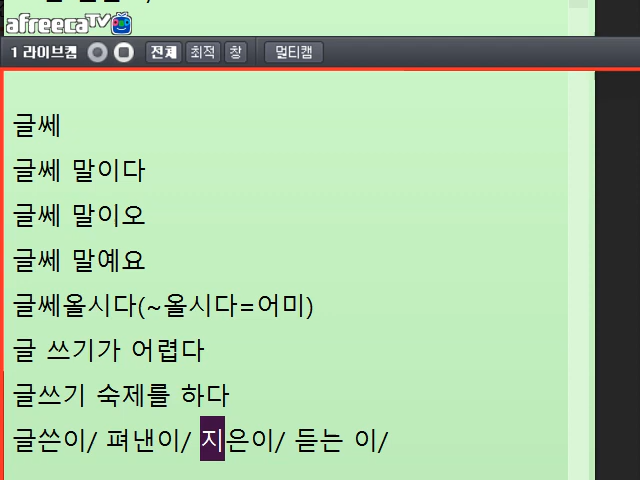 afreecaTV
1 라이브캠 전체 최적 창 멀티캠
글쎄
글쎄 말이다
글쎄 말이오
글쎄 말예요
글쎄올시다(~올시다=어미)
글 쓰기가 어렵다
글쓰기 숙제를 하다
글쓴이/ 펴낸이/ 지은이/ 듣는 이/